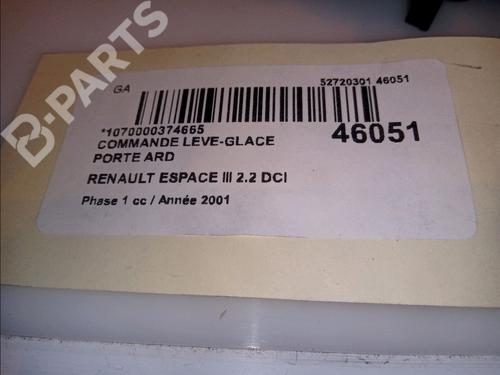 B-PARTS
GA
52720301 46051
*1070000374665
46051
COMMANDE LEVE-GLACE
PORTE ARD
RENAULT ESPACE III 2.2 DCI
Phase 1 cc / Année 2001